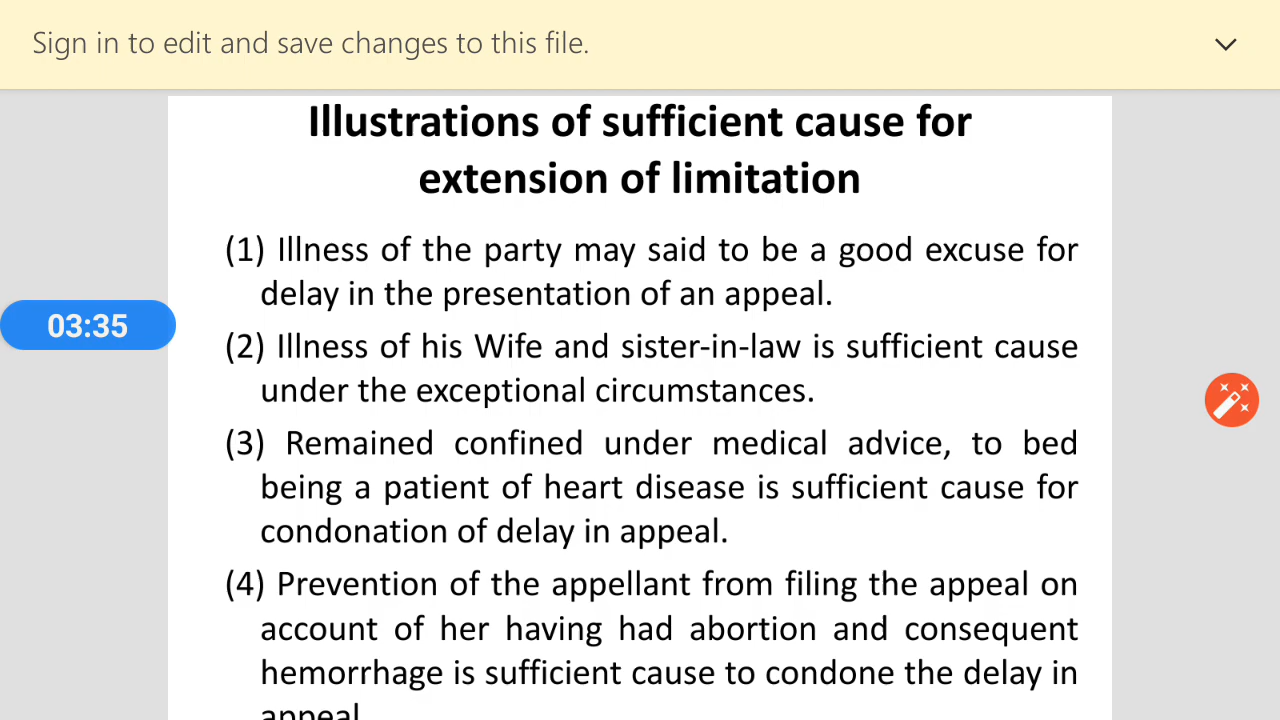 Sign in to edit and save changes to this file.
Illustrations of sufficient cause for
extension of limitation
(1) Illness of the party may said to be a good excuse for
delay in the presentation of an appeal.
03:35
(2) Illness of his Wife and sister-in-law is sufficient cause
under the exceptional circumstances.
(3) Remained confined under medical advice, to bed
being a patient of heart disease is sufficient cause for
condonation of delay in appeal.
(4) Prevention of the appellant from filing the appeal on
account of her having had abortion and consequent
hemorrhage is sufficient cause to condone the delay in
appeal